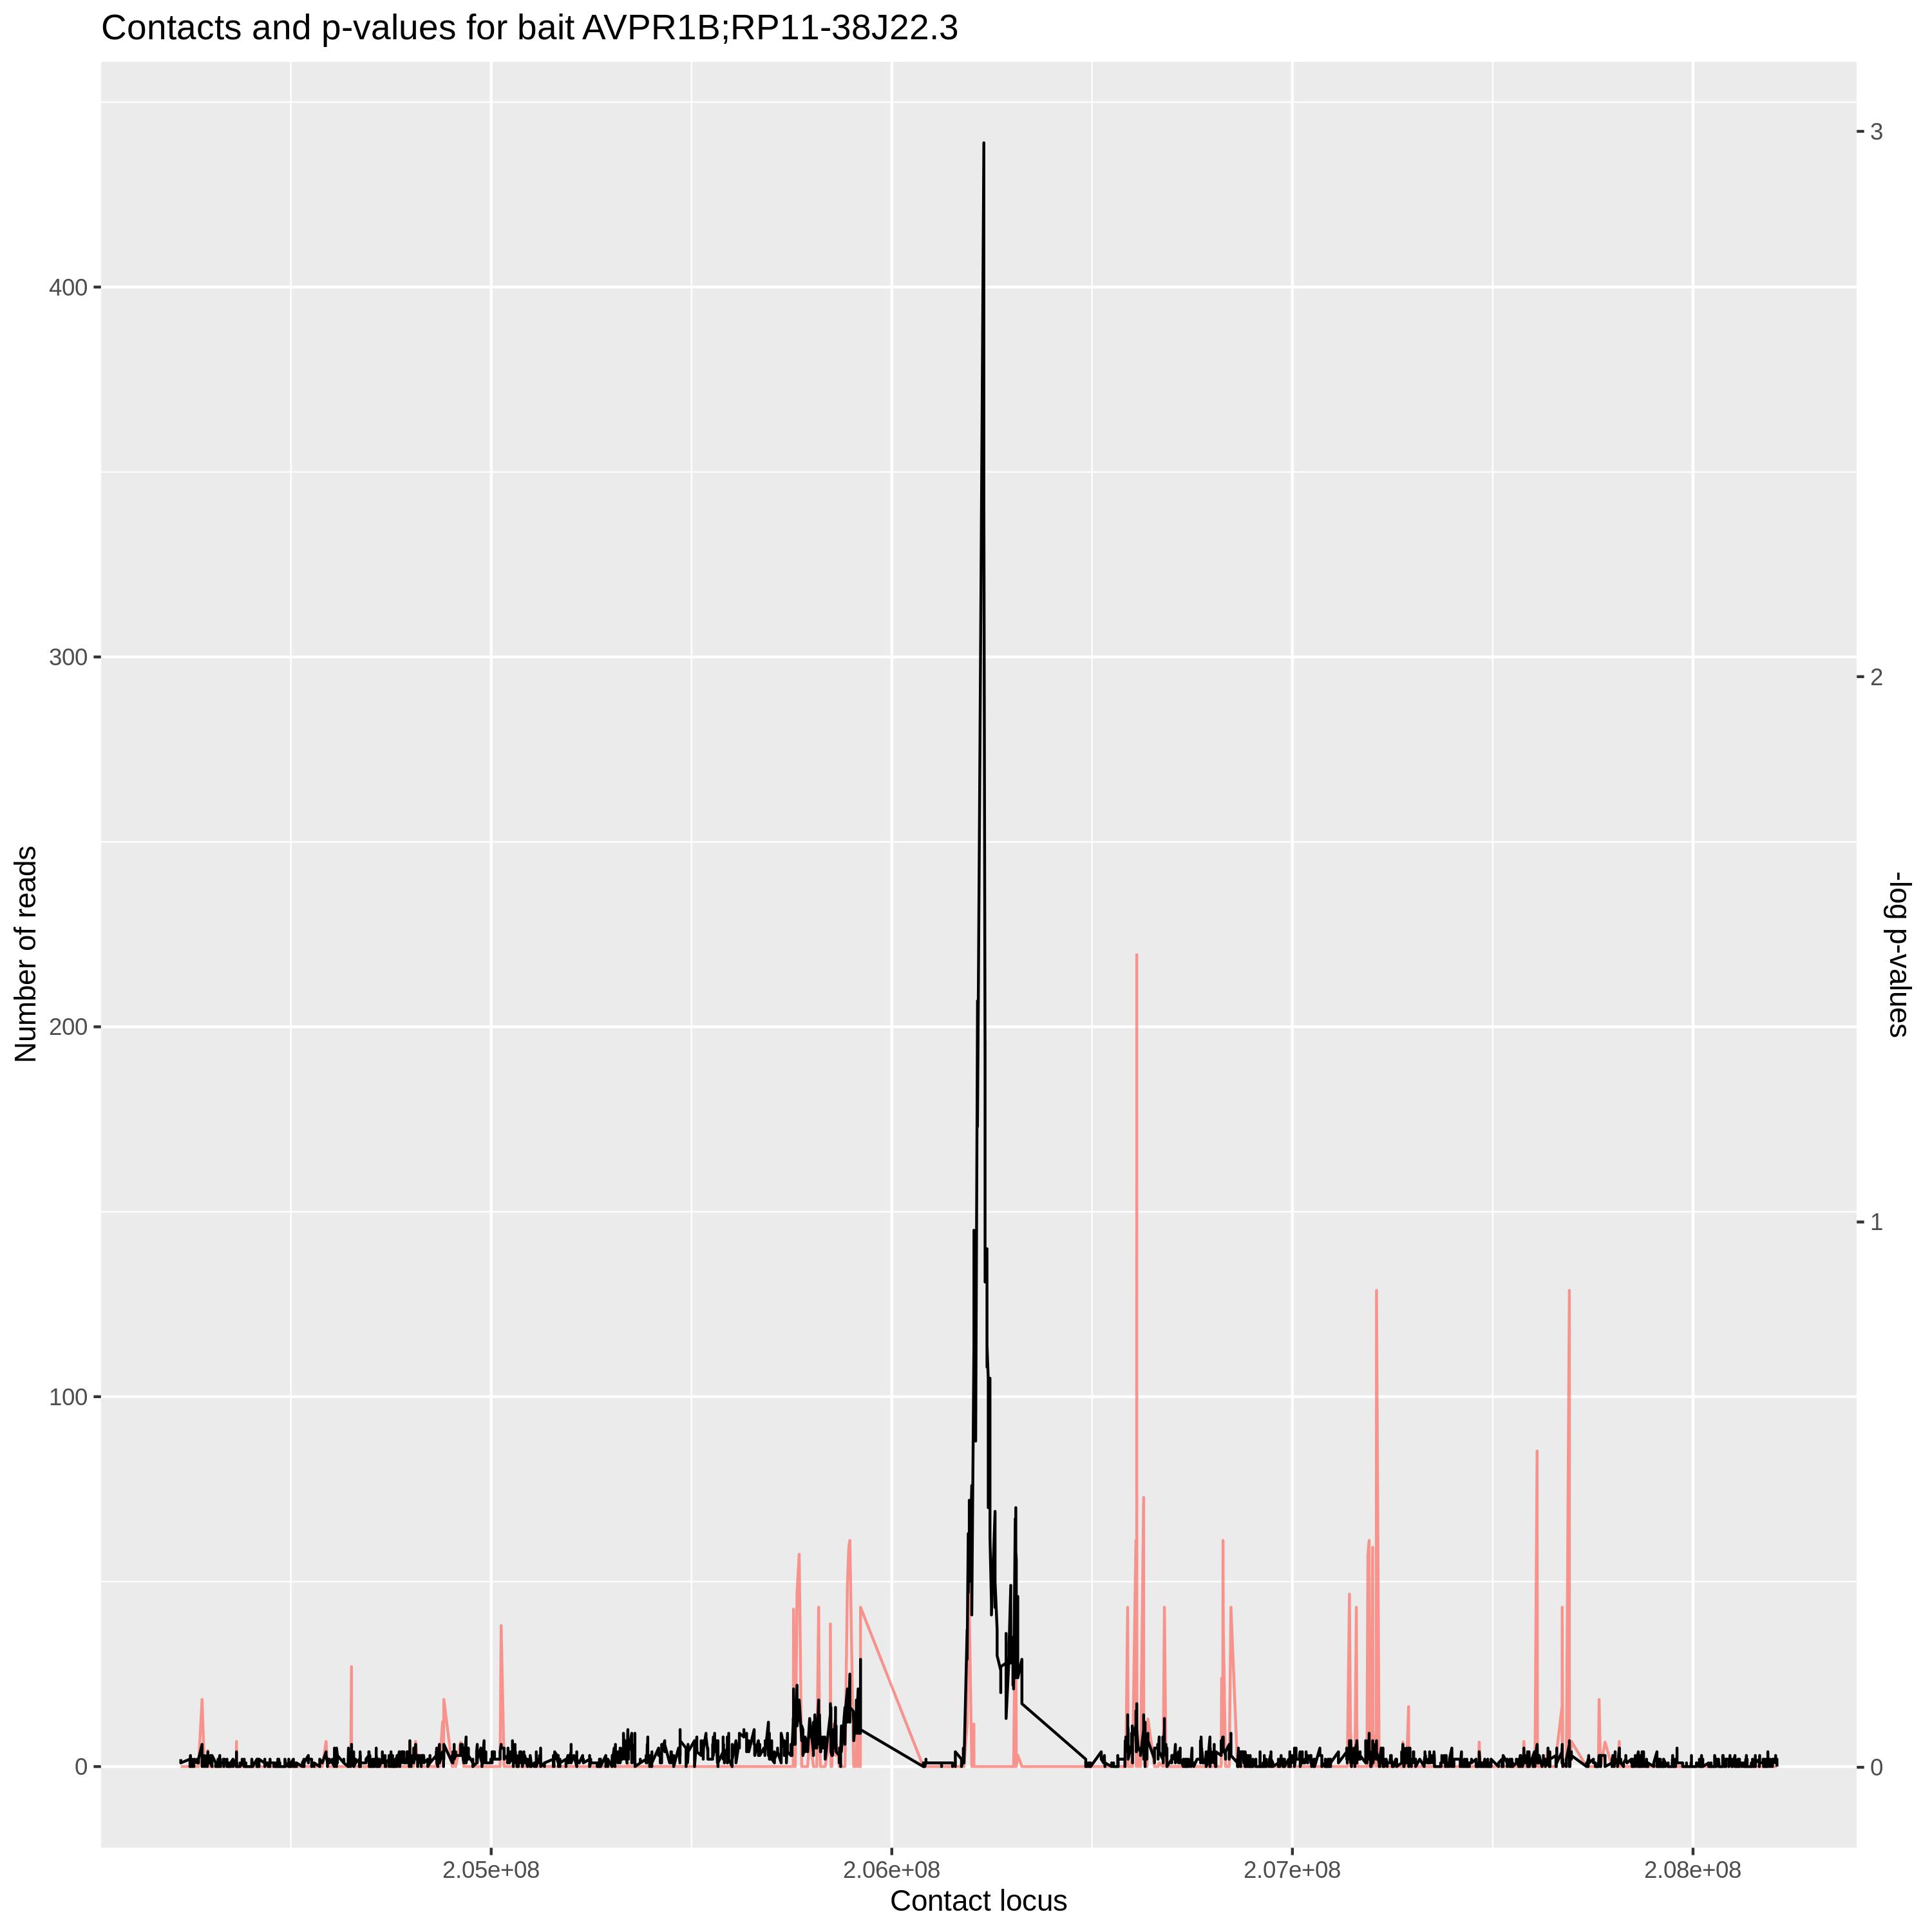 Contacts and p-values for bait AVPR1B;RP11-38J22.3
Number of reads
400
300
200
100
0
3
2
1
0
-log p-values
2.05e+08 2.06e+08 2.07e+08 2.08e+08
Contact locus